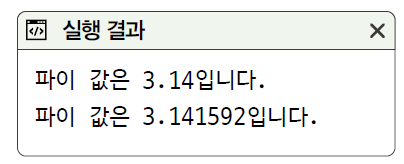 실행 결과
파이 값은 3.14입니다.
파이 값은 3.141592입니다.